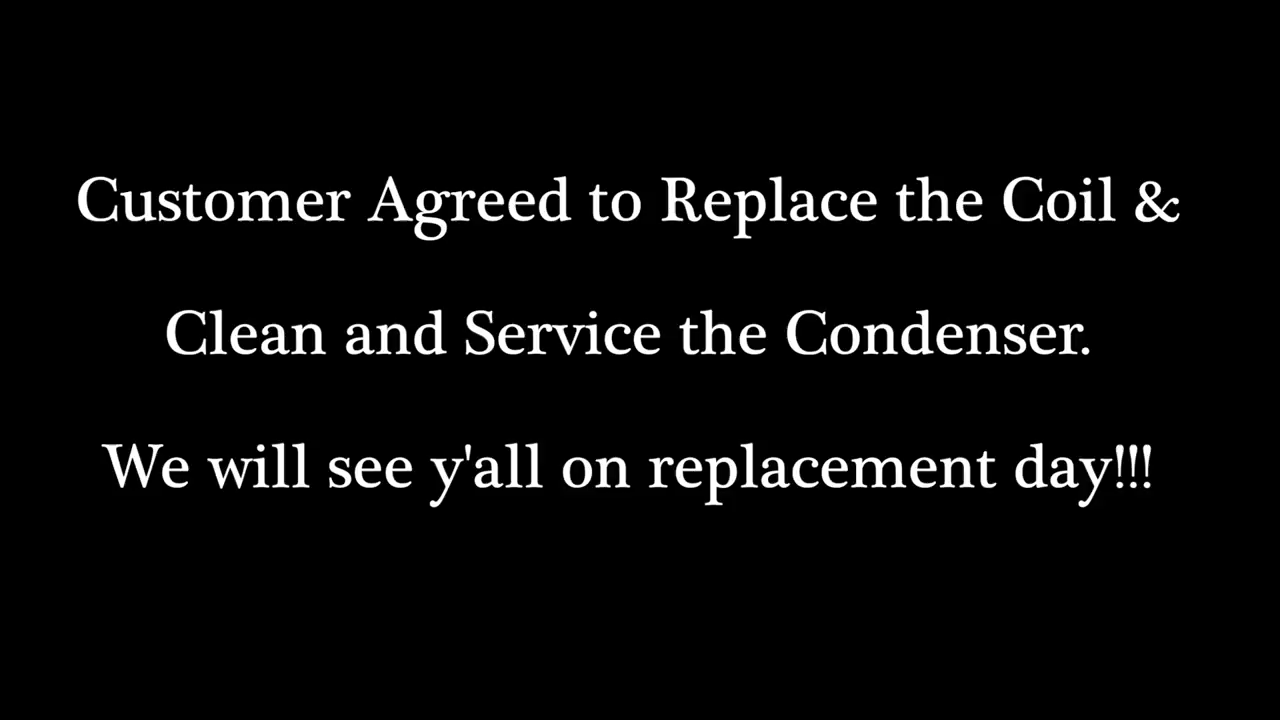 Customer Agreed to Replace the Coil &
Clean and Service the Condenser.
We will see y'all on replacement day!!!